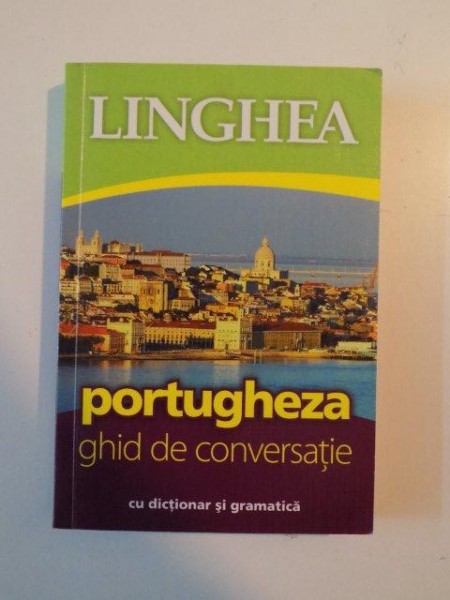 LINGHEA
portugheza
ghid de conversație
cu dicționar și gramatică